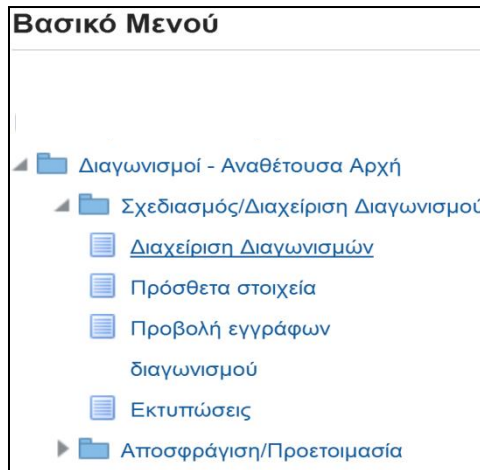 Βασικό Μενού
Διαγωνισμοί - Αναθέτουσα Αρχή
Σχεδιασμός/Διαχείριση Διαγωνισμού
Διαχείριση Διαγωνισμών
Πρόσθετα στοιχεία
Προβολή εγγράφων
διαγωνισμού
Εκτυπώσεις
Αποσφράγιση/Προετοιμασία